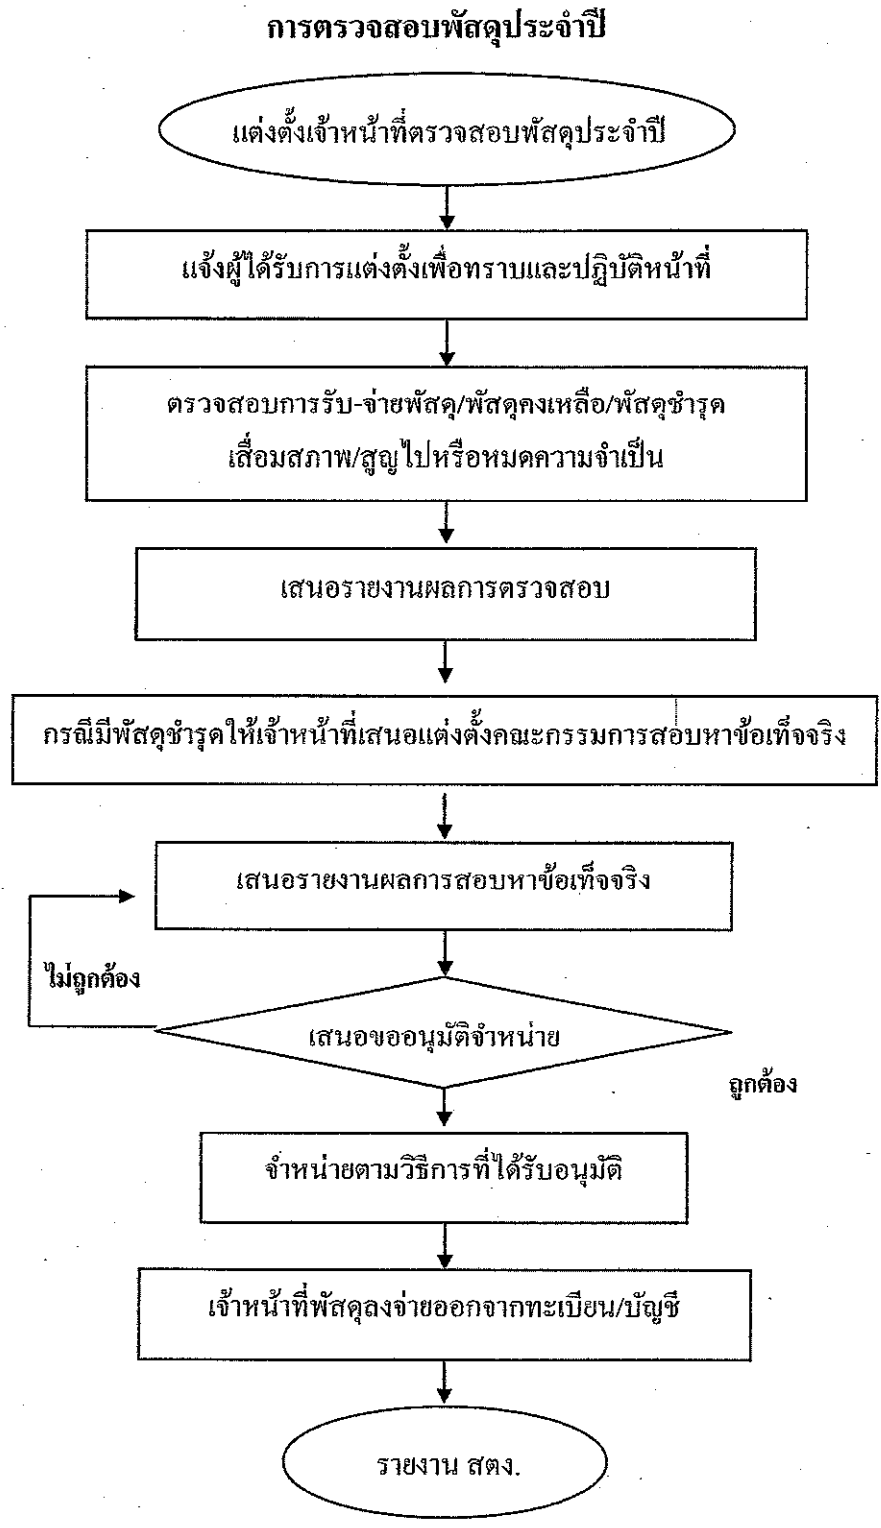 การตรวจสอบพัสดุประจำปี
แต่งตั้งเจ้าหน้าที่ตรวจสอบพัสดุประจำปี
แจ้งผู้ได้รับการแต่งตั้งเพื่อทราบและปฏิบัติหน้าที่
ตรวจสอบการรับ-จ่ายพัสดุ/พัสดุคงเหลือ/พัสดุชำรุด
เสื่อมสภาพ/สูญไปหรือหมดความจำเป็น
เสนอรายงานผลการตรวจสอบ
กรณีมีพัสดุชำรุดให้เจ้าหน้าที่เสนอแต่งตั้งคณะกรรมการสอบหาข้อเท็จจริง
เสนอรายงานผลการสอบหาข้อเท็จจริง
ไม่ถูกต้อง
เสนอขออนุมัติจำหน่าย
ถูกต้อง
จำหน่ายตามวิธีการที่ได้รับอนุมัติ
เจ้าหน้าที่พัสดุลงจ่ายออกจากทะเบียน/บัญชี
รายงาน สตง.